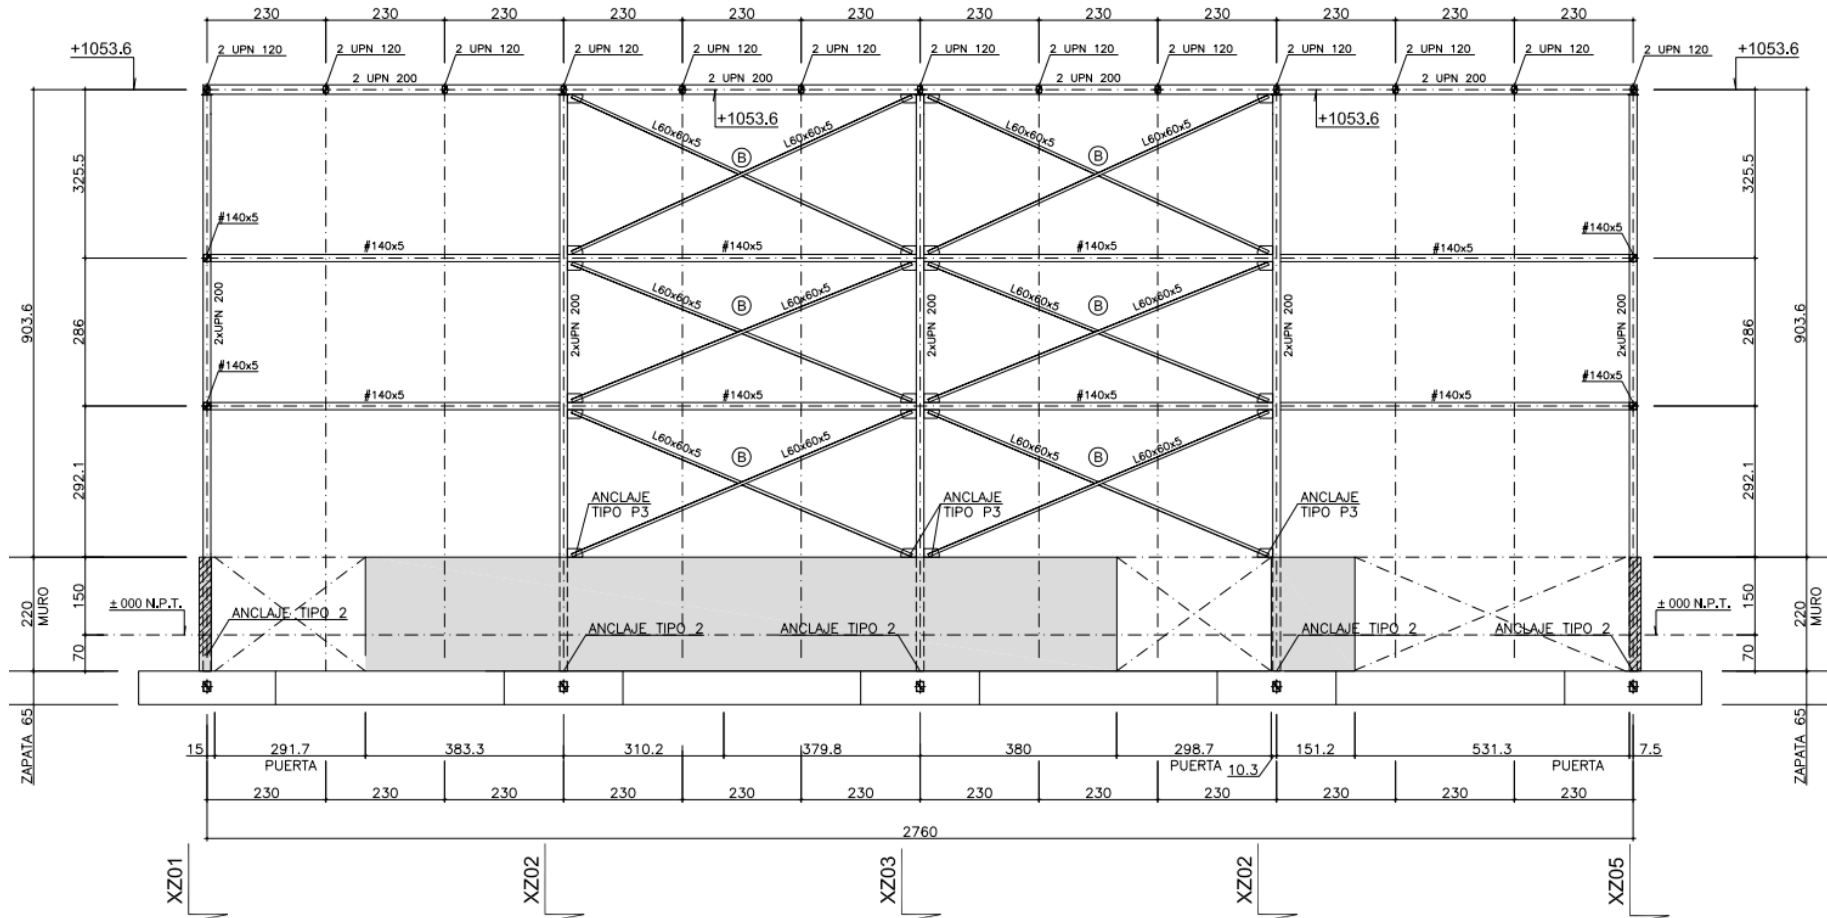 230 230 230 230 230 230 230 230 230 230 230 230
+1053.6 2 UPN 120 2 UPN 120 2 UPN 120 2 UPN 120 2 UPN 120 2 UPN 120 2 UPN 120 2 UPN 120 2 UPN 120 2 UPN 120 2 UPN 120 2 UPN 120 2 UPN 120 +1053.6
2 UPN 200 2 UPN 200 2 UPN 200 2 UPN 200
+1053.6 +1053.6
L60x60x5 L60x60x5 L60x60x5 L60x60x5
B B
325.5 325.5
#140x5 #140x5
#140x5 #140x5 #140x5 #140x5
L60x60x5 L60x60x5 L60x60x5 L60x60x5
B B
903.6 286 2xUPN 200 2xUPN 200 2xUPN 200 2xUPN 200 2xUPN 200 286 903.6
#140x5 #140x5
#140x5 #140x5 #140x5 #140x5
L60x60x5 L60x60x5 L60x60x5 L60x60x5
B B
292.1 292.1
ANCLAJE ANCLAJE ANCLAJE
TIPO P3 TIPO P3 TIPO P3
220 150 150 220
MURO MURO
±000 N.P.T. ±000 N.P.T.
ANCLAJE TIPO 2
ANCLAJE TIPO 2 ANCLAJE TIPO 2 ANCLAJE TIPO 2 ANCLAJE TIPO 2
70 70
ZAPATA 65 ZAPATA 65
15 291.7 383.3 310.2 379.8 380 298.7 151.2 531.3 7.5
PUERTA PUERTA 10.3 PUERTA
230 230 230 230 230 230 230 230 230 230 230 230
2760
XZ01 XZ02 XZ03 XZ02 XZ05